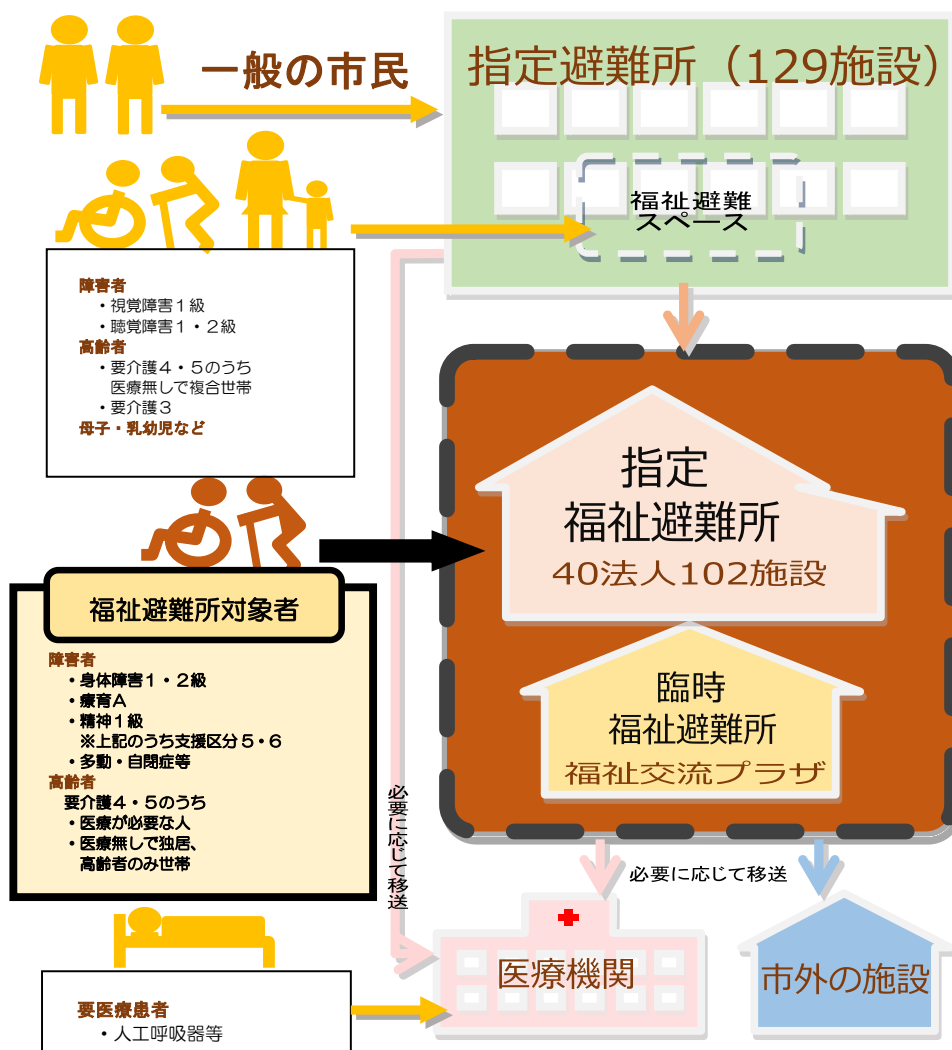 一般の市民
指定避難所（129施設）
福祉避難
スペース
障害者
・視覚障害１級
・聴覚障害１・２級
高齢者
・要介護４・５のうち
医療無しで複合世帯
・要介護３
母子・乳幼児など
指定
福祉避難所
40法人102施設
臨時
福祉避難所
福祉交流プラザ
福祉避難所対象者
障害者
・身体障害１・２級
・療育Ａ
・精神１級
※上記のうち支援区分５・６
・多動・自閉症等
高齢者
要介護４・５のうち
・医療が必要な人
・医療無しで独居、
高齢者のみ世帯
必要に応じて移送
必要に応じて移送
医療機関
市外の施設
要医療患者
・人工呼吸器等